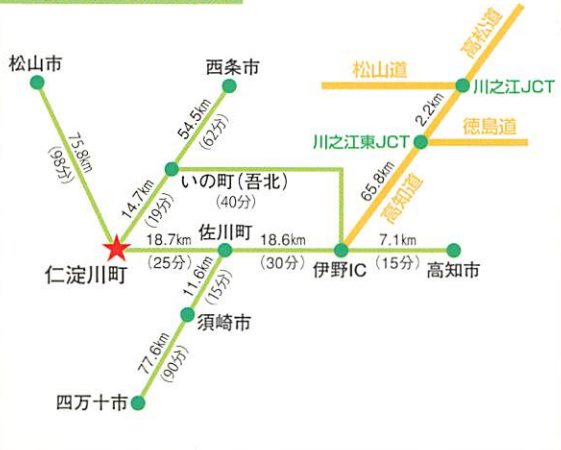 高松道
松山市
西条市
松山道
川之江JCT
2.2km
徳島道
川之江東JCT
54.5km
(62分)
75.8km
(98分)
65.8km
高知道
いの町(吾北)
(40分)
14.7km
(19分)
佐川町
18.7km
(25分)
18.6km
(30分)
7.1km
(15分)
仁淀川町
伊野IC
高知市
11.6km
(15分)
須崎市
77.6km
(90分)
四万十市